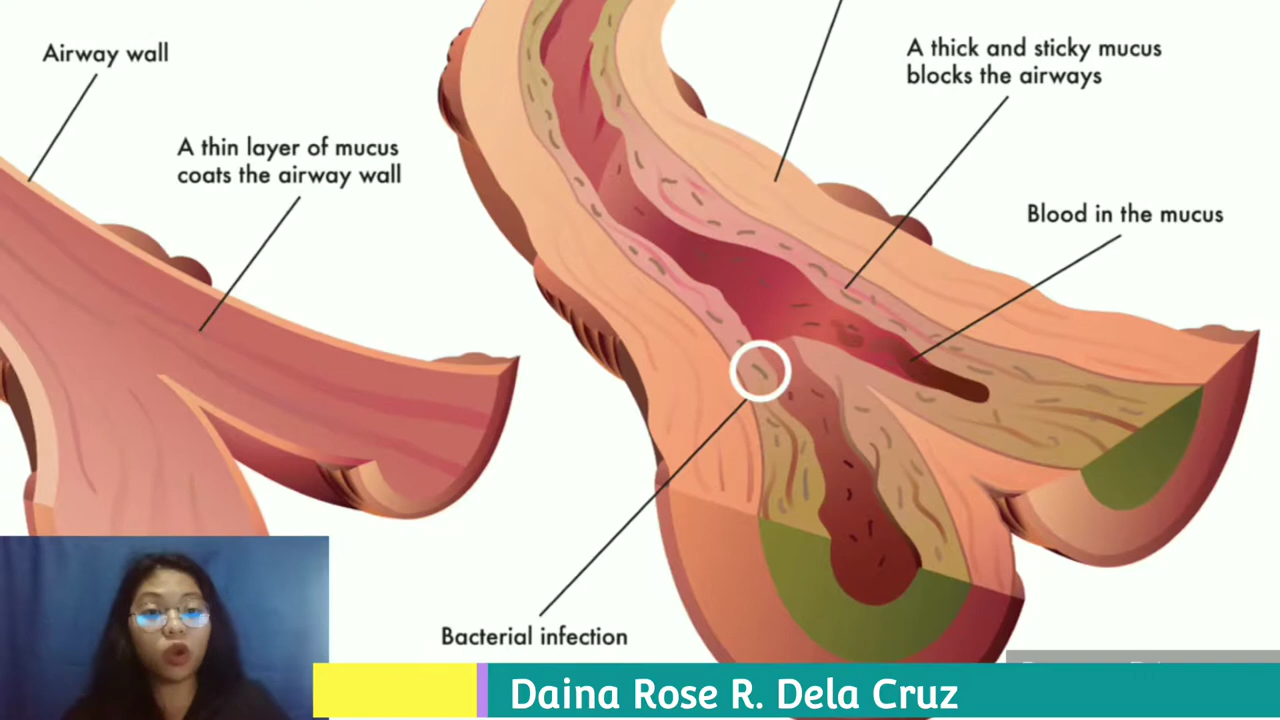 Airway wall
A thin layer of mucus
coats the airway wall
A thick and sticky mucus
blocks the airways
Blood in the mucus
Bacterial infection
Daina Rose R. Dela Cruz